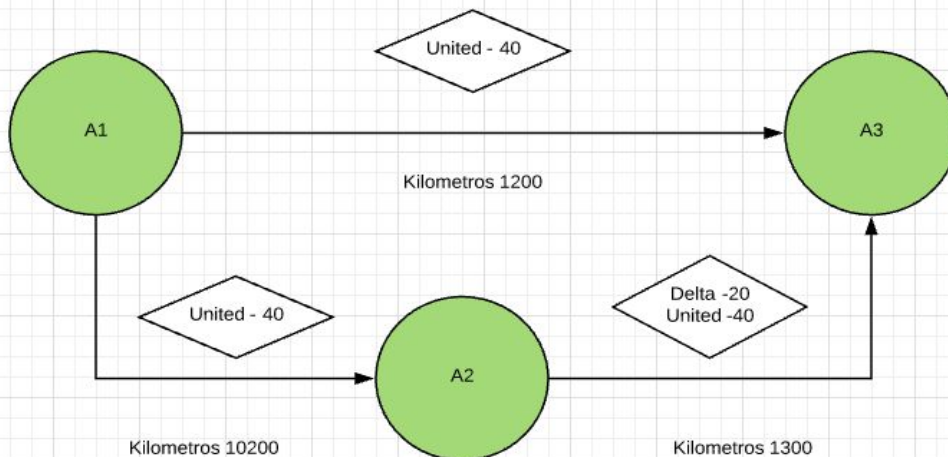 United - 40
A1
A3
Kilometros 1200
United - 40
Delta -20
United -40
A2
Kilometros 10200
Kilometros 1300